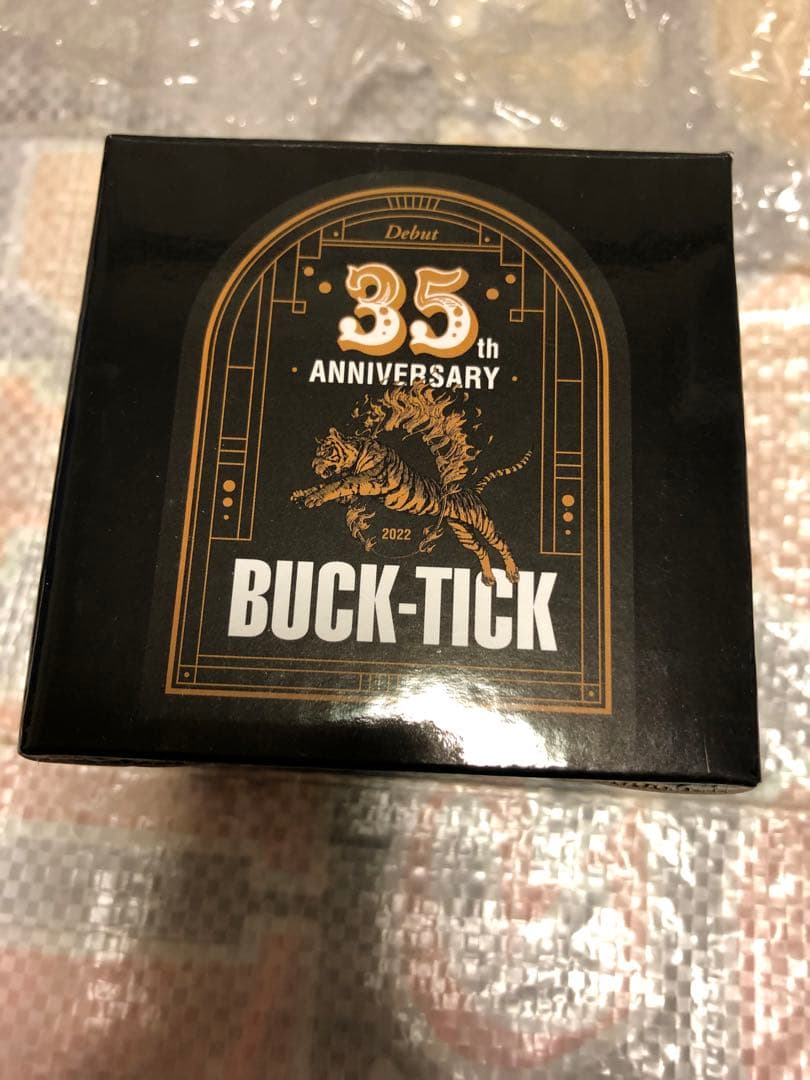 Debut
35th
ANNIVERSARY
2022
BUCK-TICK